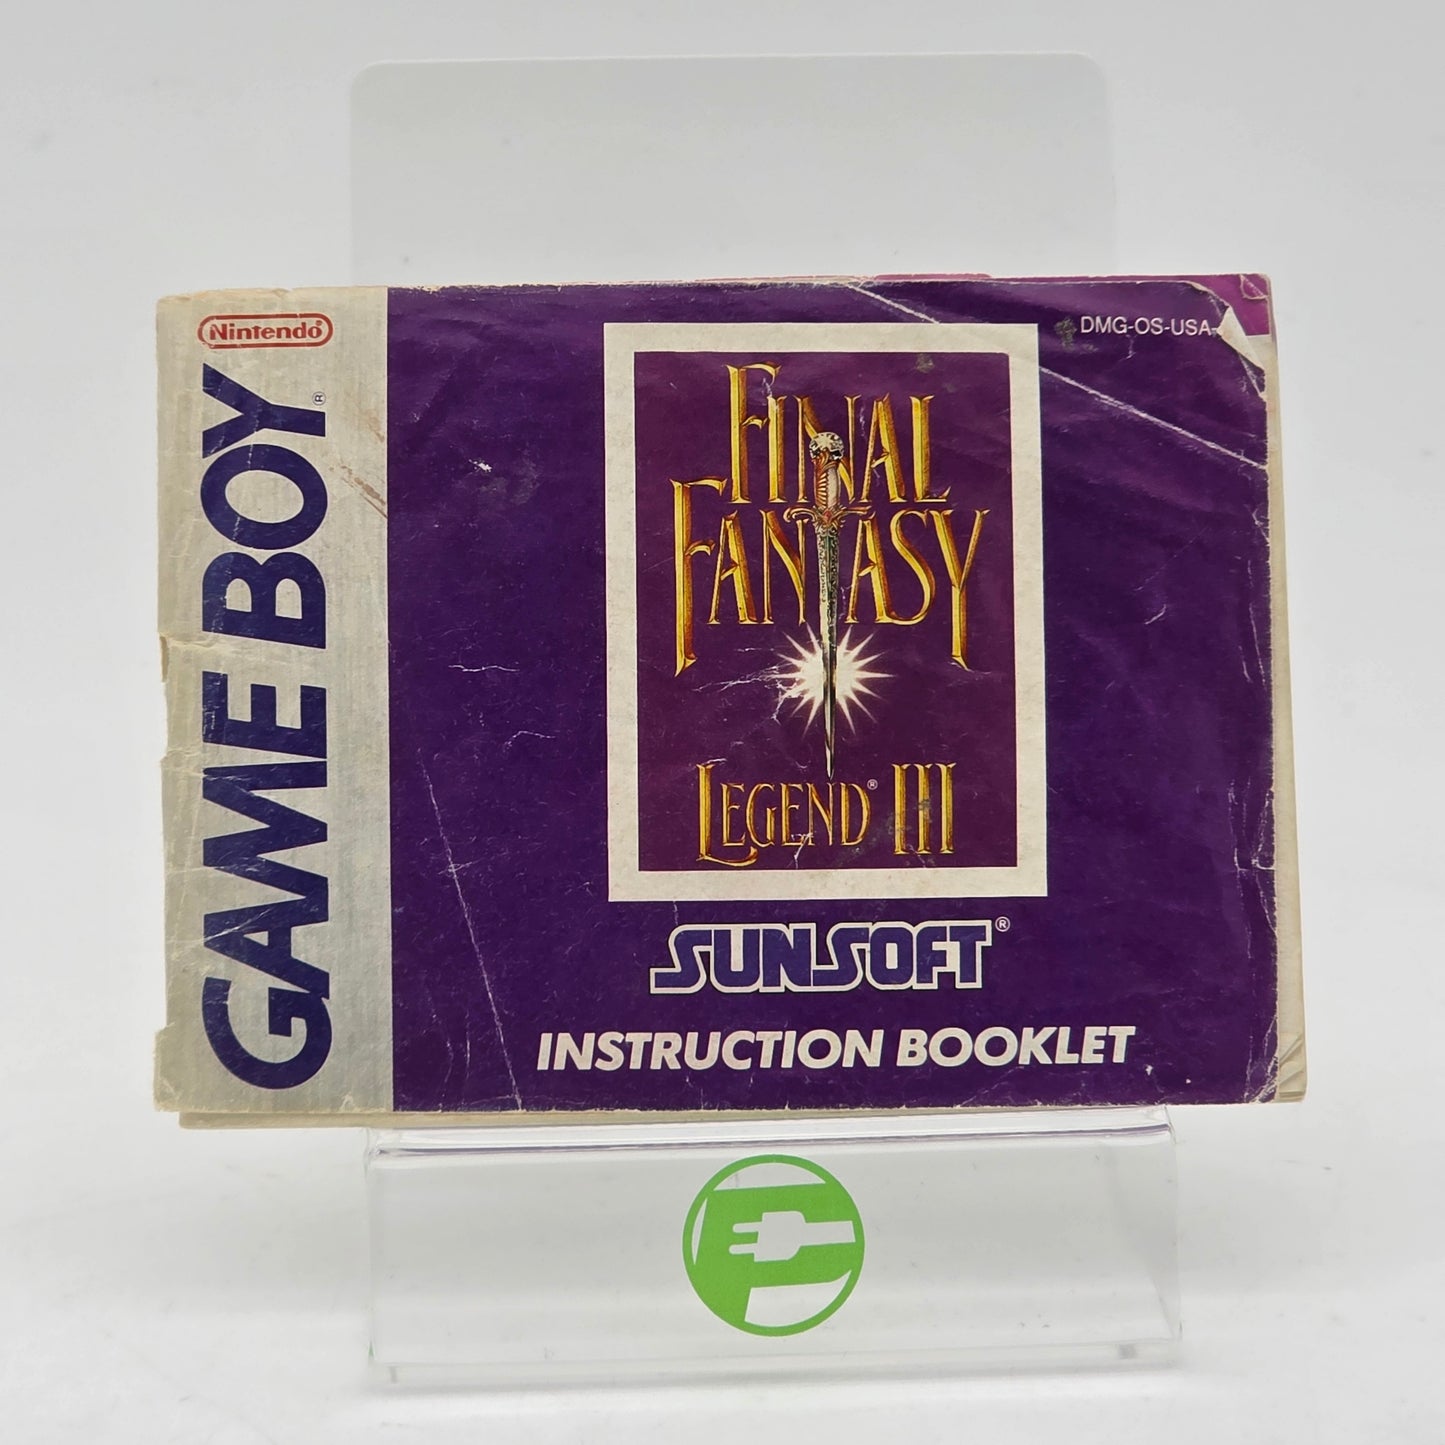 Nintendo
GAME BOY®
DMG-OS-USA
FINAL
FANTASY
LEGEND® III
SUNSOFT®
INSTRUCTION BOOKLET